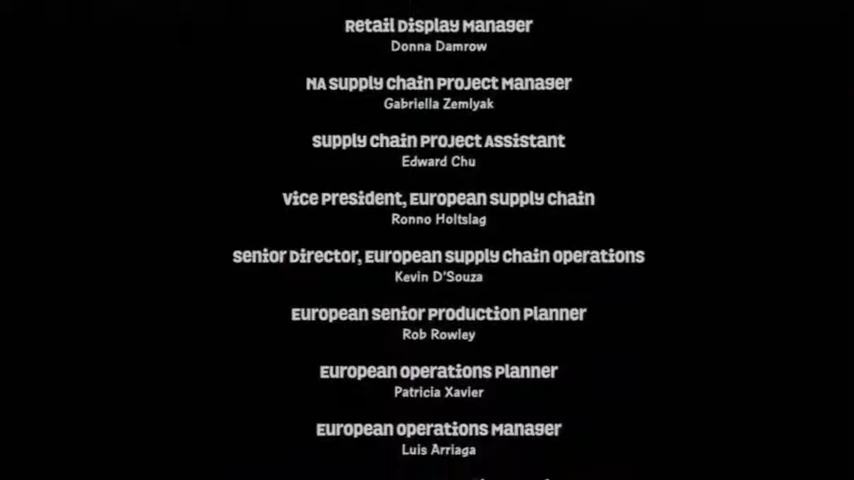 Retail Display Manager
Donna Damrow
NA Supply Chain Project Manager
Gabriella Zemlyak
Supply Chain Project Assistant
Edward Chu
Vice President, European Supply Chain
Ronno Holtslag
Senior Director, European Supply Chain Operations
Kevin D'Souza
European Senior Production Planner
Rob Rowley
European Operations Planner
Patricia Xavier
European Operations Manager
Luis Arriaga